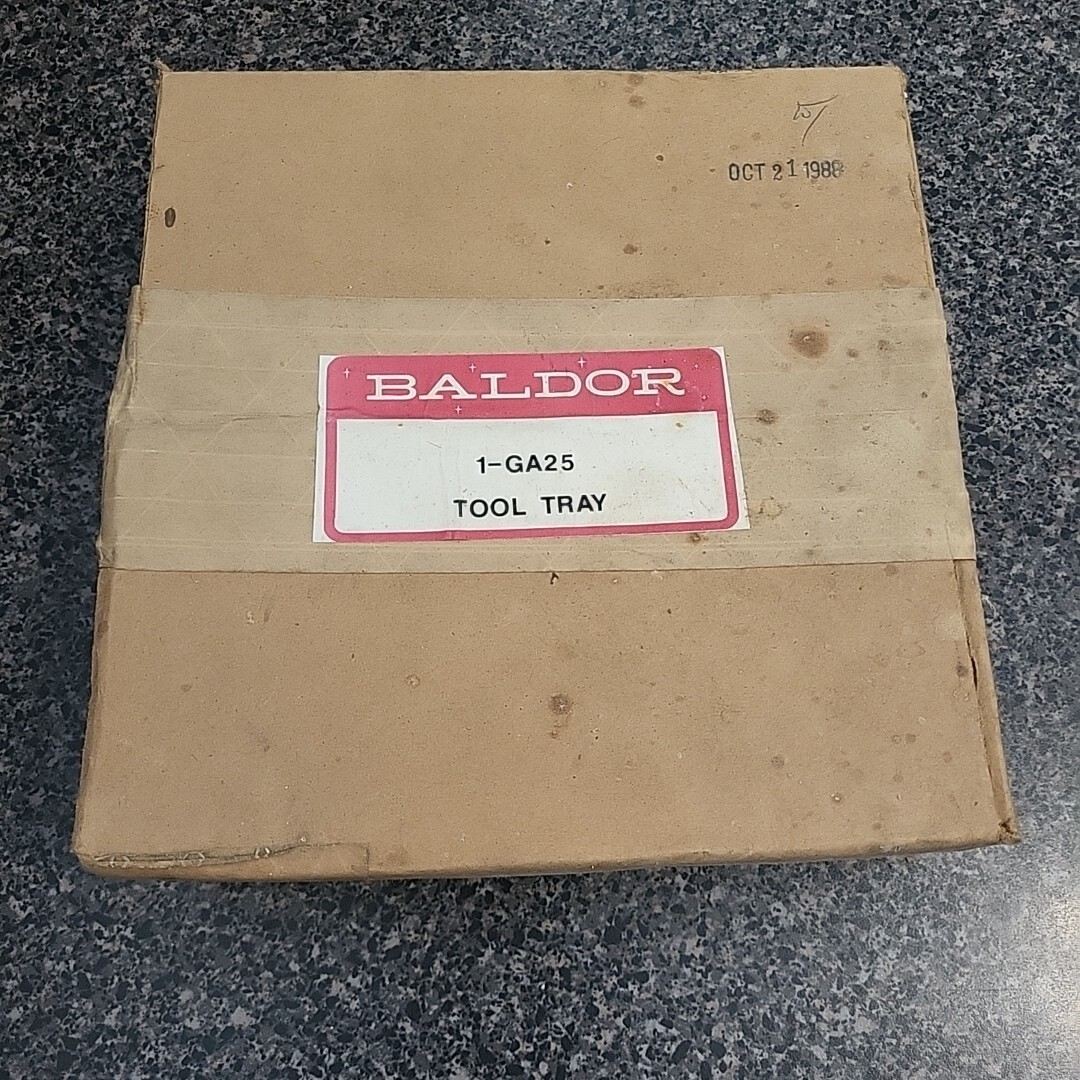 OCT 21 1988
BALDOR
1-GA25
TOOL TRAY